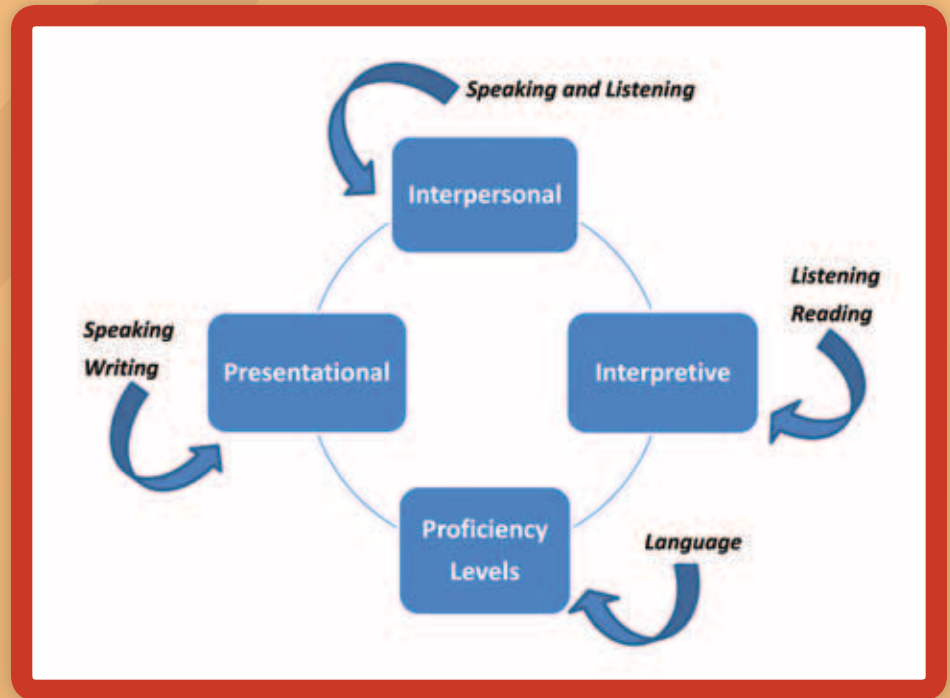 Speaking and Listening
Interpersonal
Listening
Reading
Speaking
Writing
Presentational
Interpretive
Proficiency
Levels
Language